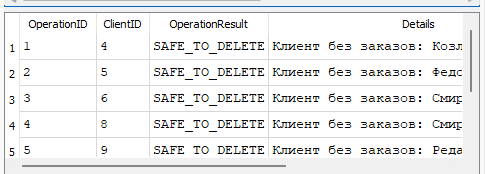 OperationID ClientID OperationResult Details
1 1 4 SAFE_TO_DELETE Клиент без заказов: Козл
2 2 5 SAFE_TO_DELETE Клиент без заказов: Федо
3 3 6 SAFE_TO_DELETE Клиент без заказов: Смир
4 4 8 SAFE_TO_DELETE Клиент без заказов: Смир
5 5 9 SAFE TO DELETE Клиент без заказов: Реда